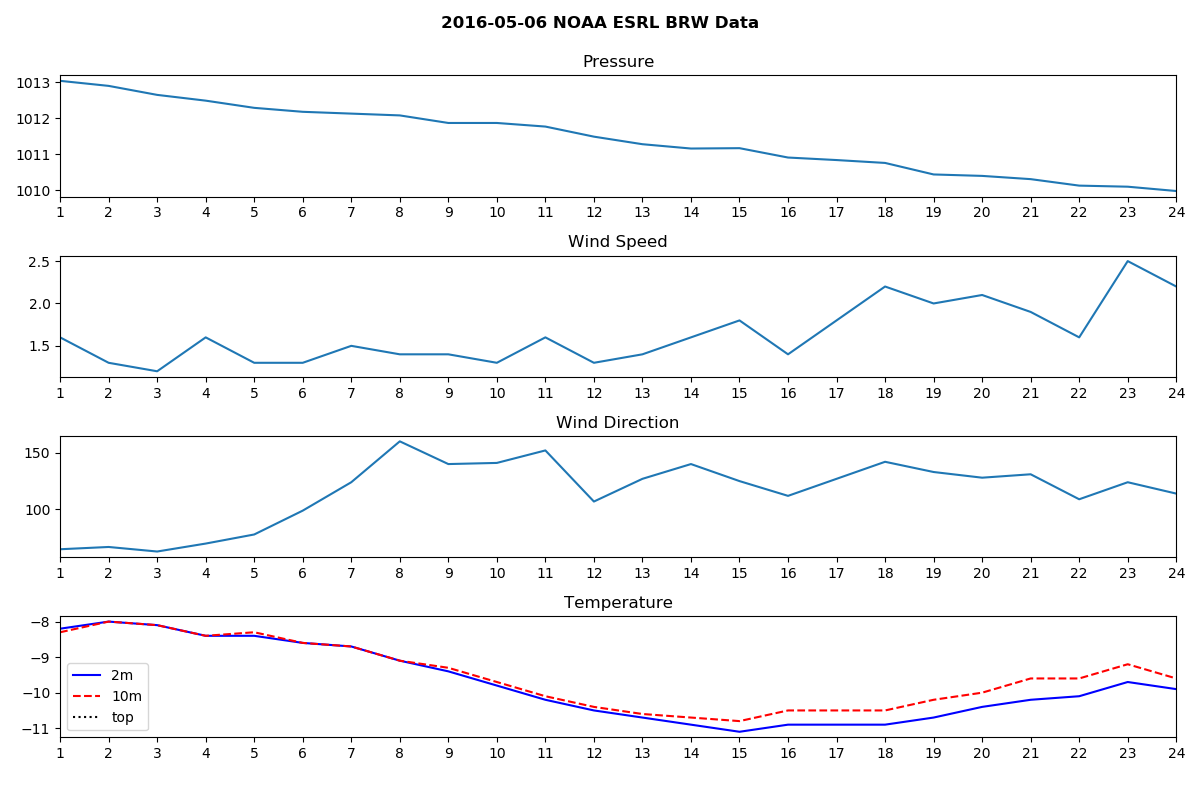 2016-05-06 NOAA ESRL BRW Data
Pressure
1013
1012
1011
1010
1 2 3 4 5 6 7 8 9 10 11 12 13 14 15 16 17 18 19 20 21 22 23 24
Wind Speed
2.5
2.0
1.5
1 2 3 4 5 6 7 8 9 10 11 12 13 14 15 16 17 18 19 20 21 22 23 24
Wind Direction
150
100
1 2 3 4 5 6 7 8 9 10 11 12 13 14 15 16 17 18 19 20 21 22 23 24
Temperature
−8
−9
−10
−11
2m
10m
top
1 2 3 4 5 6 7 8 9 10 11 12 13 14 15 16 17 18 19 20 21 22 23 24